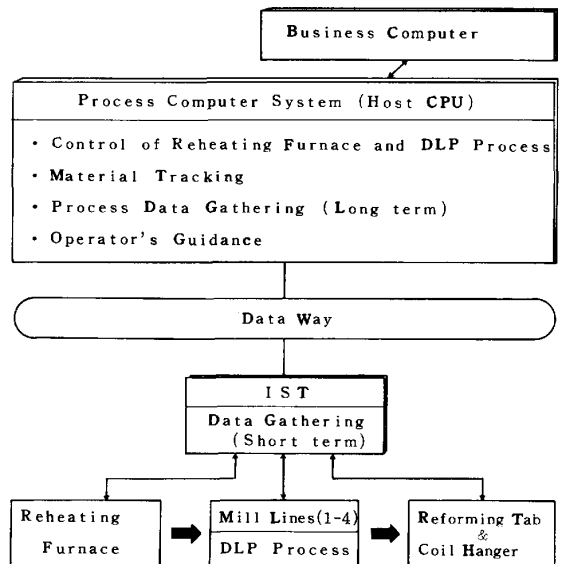 Business Computer
Process Computer System (Host CPU)
• Control of Reheating Furnace and DLP Process
• Material Tracking
• Process Data Gathering (Long term)
• Operator's Guidance
Data Way
IST
Data Gathering
(Short term)
Reheating
Furnace
Mill Lines(1-4)
DLP Process
Reforming Tab
&
Coil Hanger